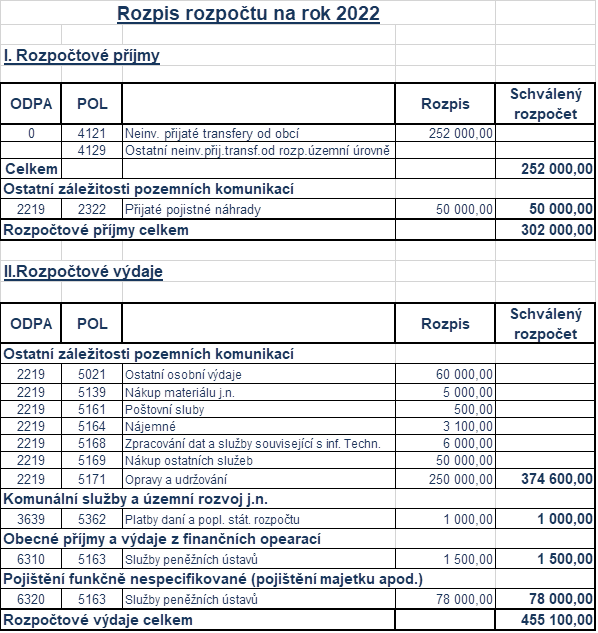 Rozpis rozpočtu na rok 2022
I. Rozpočtové příjmy
ODPA POL Rozpis Schválený rozpočet
0 4121 Neinv. přijaté transfery od obcí 252 000,00
4129 Ostatní neinv.přij.transf.od rozp.územní úrovně
Celkem 252 000,00
Ostatní záležitosti pozemních komunikací
2219 2322 Přijaté pojistné náhrady 50 000,00 50 000,00
Rozpočtové příjmy celkem 302 000,00
II.Rozpočtové výdaje
ODPA POL Rozpis Schválený rozpočet
Ostatní záležitosti pozemních komunikací
2219 5021 Ostatní osobní výdaje 60 000,00
2219 5139 Nákup materiálu j.n. 5 000,00
2219 5161 Poštovní sluby 500,00
2219 5164 Nájemné 3 100,00
2219 5168 Zpracování dat a služby související s inf. Techn. 6 000,00
2219 5169 Nákup ostatních služeb 50 000,00
2219 5171 Opravy a udržování 250 000,00 374 600,00
Komunální služby a územní rozvoj j.n.
3639 5362 Platby daní a popl. stát. rozpočtu 1 000,00 1 000,00
Obecné příjmy a výdaje z finančních opearací
6310 5163 Služby peněžních ústavů 1 500,00 1 500,00
Pojištění funkčně nespecifikované (pojištění majetku apod.)
6320 5163 Služby peněžních ústavů 78 000,00 78 000,00
Rozpočtové výdaje celkem 455 100,00